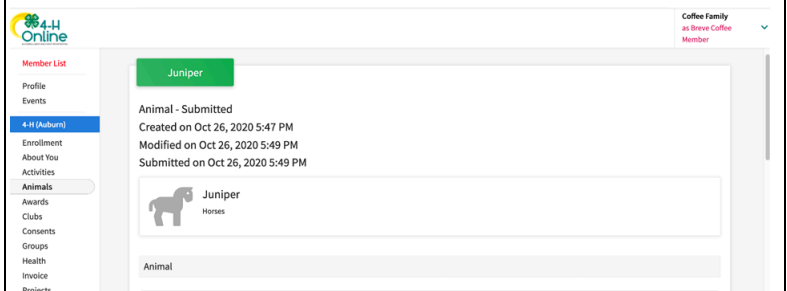 4-H
Online
Coffee Family
as Breve Coffee
Member
Member List
Profile
Events
4-H (Auburn)
Enrollment
About You
Activities
Animals
Awards
Clubs
Consents
Groups
Health
Invoice
Projects
Juniper
Animal - Submitted
Created on Oct 26, 2020 5:47 PM
Modified on Oct 26, 2020 5:49 PM
Submitted on Oct 26, 2020 5:49 PM
Juniper
Horses
Animal